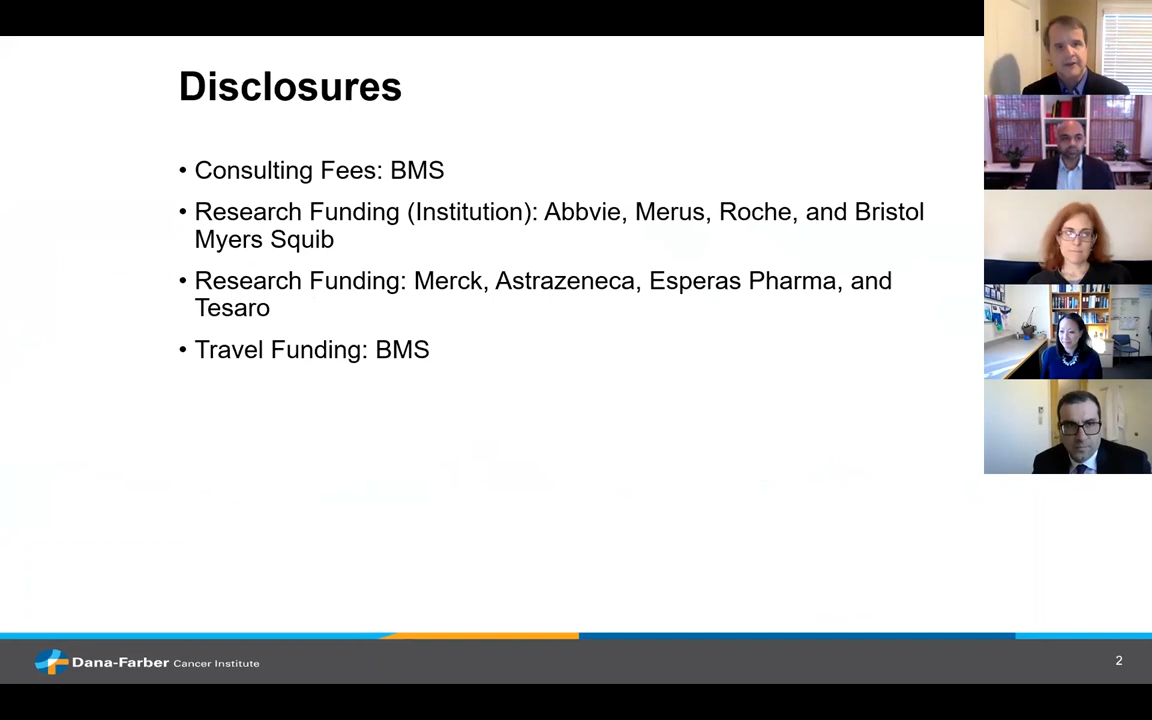 Disclosures
• Consulting Fees: BMS
• Research Funding (Institution): Abbvie, Merus, Roche, and Bristol
Myers Squib
• Research Funding: Merck, Astrazeneca, Esperas Pharma, and
Tesaro
• Travel Funding: BMS
Dana-Farber Cancer Institute
2